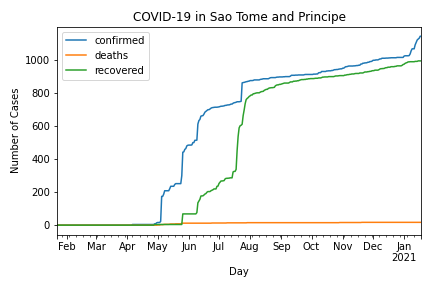 COVID-19 in Sao Tome and Principe
confirmed
deaths
recovered
Number of Cases
1000
800
600
400
200
0
Feb Mar Apr May Jun Jul Aug Sep Oct Nov Dec Jan
2021
Day